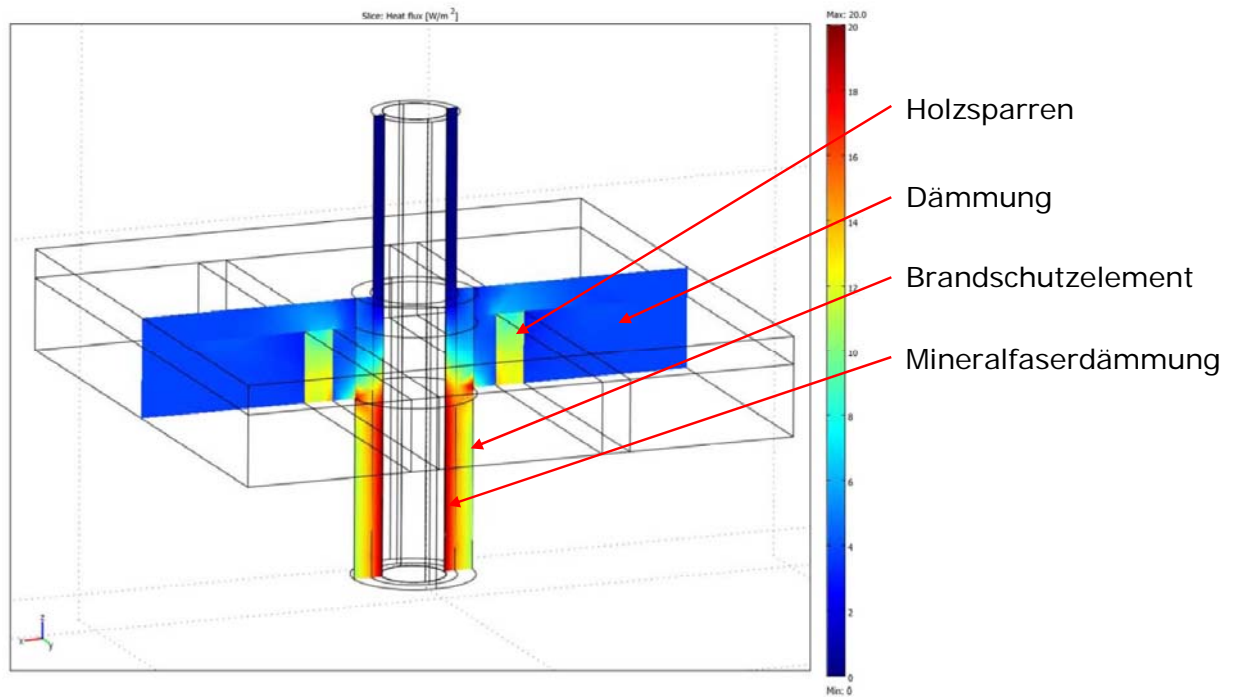 Slice: Heat flux [W/m²]
Max: 20.0
20
18
16
14
12
10
8
6
4
2
0
Min: 0
Holzsparren
Dämmung
Brandschutzelement
Mineralfaserdämmung
z
x
y